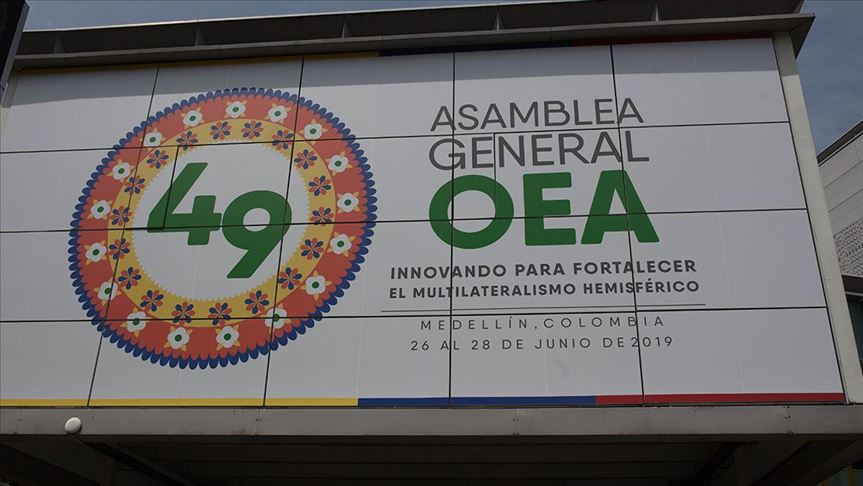 49
ASAMBLEA
GENERAL
OEA
INNOVANDO PARA FORTALECER
EL MULTILATERALISMO HEMISFÉRICO
MEDELLÍN, COLOMBIA
26 AL 28 DE JUNIO DE 2019